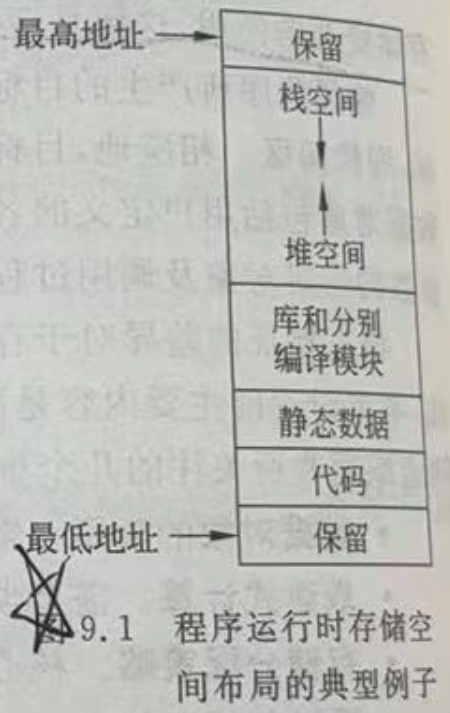 最高地址
保留
栈空间
堆空间
库和分别
编译模块
静态数据
代码
最低地址
保留
图9.1 程序运行时存储空
间布局的典型例子